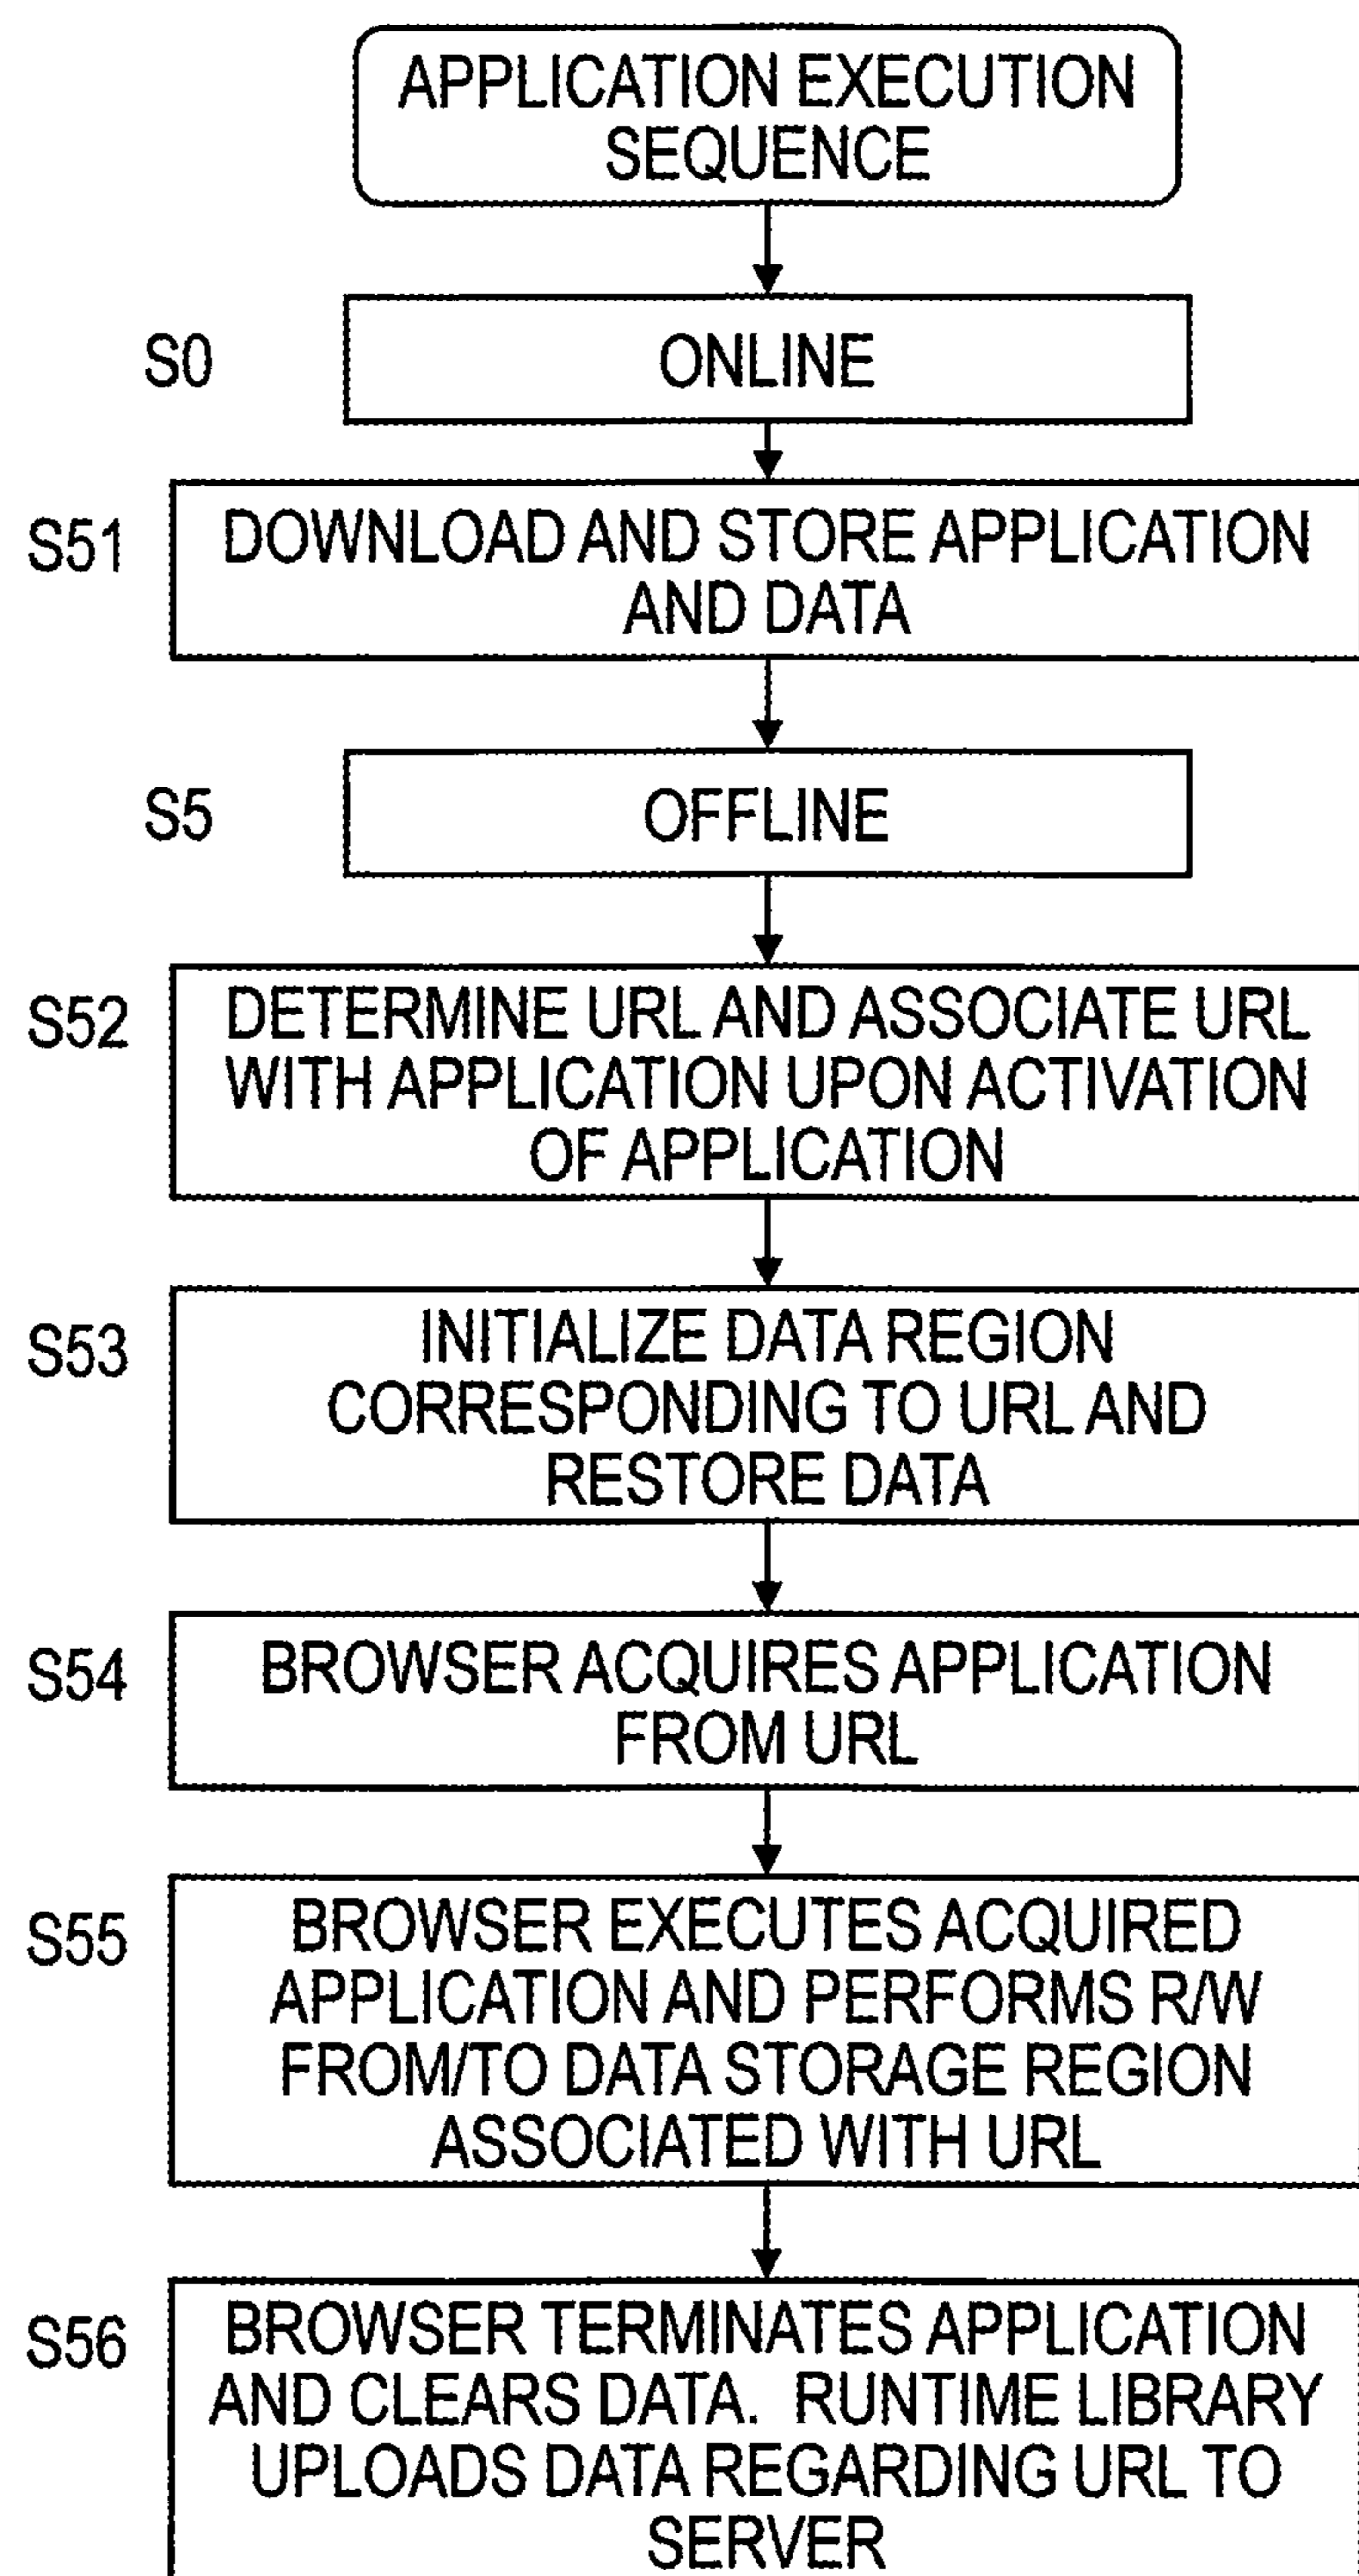 APPLICATION EXECUTION
SEQUENCE
S0
ONLINE
S51
DOWNLOAD AND STORE APPLICATION
AND DATA
S5
OFFLINE
S52
DETERMINE URL AND ASSOCIATE URL
WITH APPLICATION UPON ACTIVATION
OF APPLICATION
S53
INITIALIZE DATA REGION
CORRESPONDING TO URL AND
RESTORE DATA
S54
BROWSER ACQUIRES APPLICATION
FROM URL
S55
BROWSER EXECUTES ACQUIRED
APPLICATION AND PERFORMS R/W
FROM/TO DATA STORAGE REGION
ASSOCIATED WITH URL
S56
BROWSER TERMINATES APPLICATION
AND CLEARS DATA. RUNTIME LIBRARY
UPLOADS DATA REGARDING URL TO
SERVER